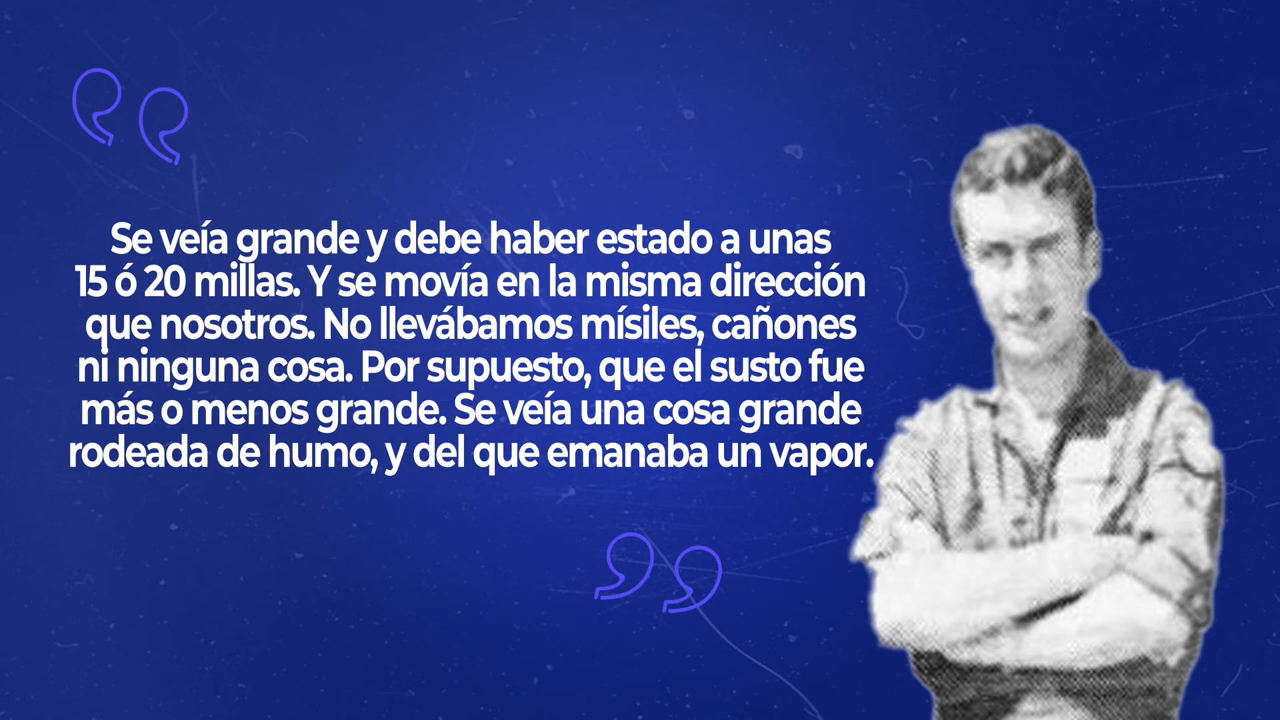 Se veía grande y debe haber estado a unas
15 ó 20 millas. Y se movía en la misma dirección
que nosotros. No llevábamos mísiles, cañones
ni ninguna cosa. Por supuesto, que el susto fue
más o menos grande. Se veía una cosa grande
rodeada de humo, y del que emanaba un vapor.